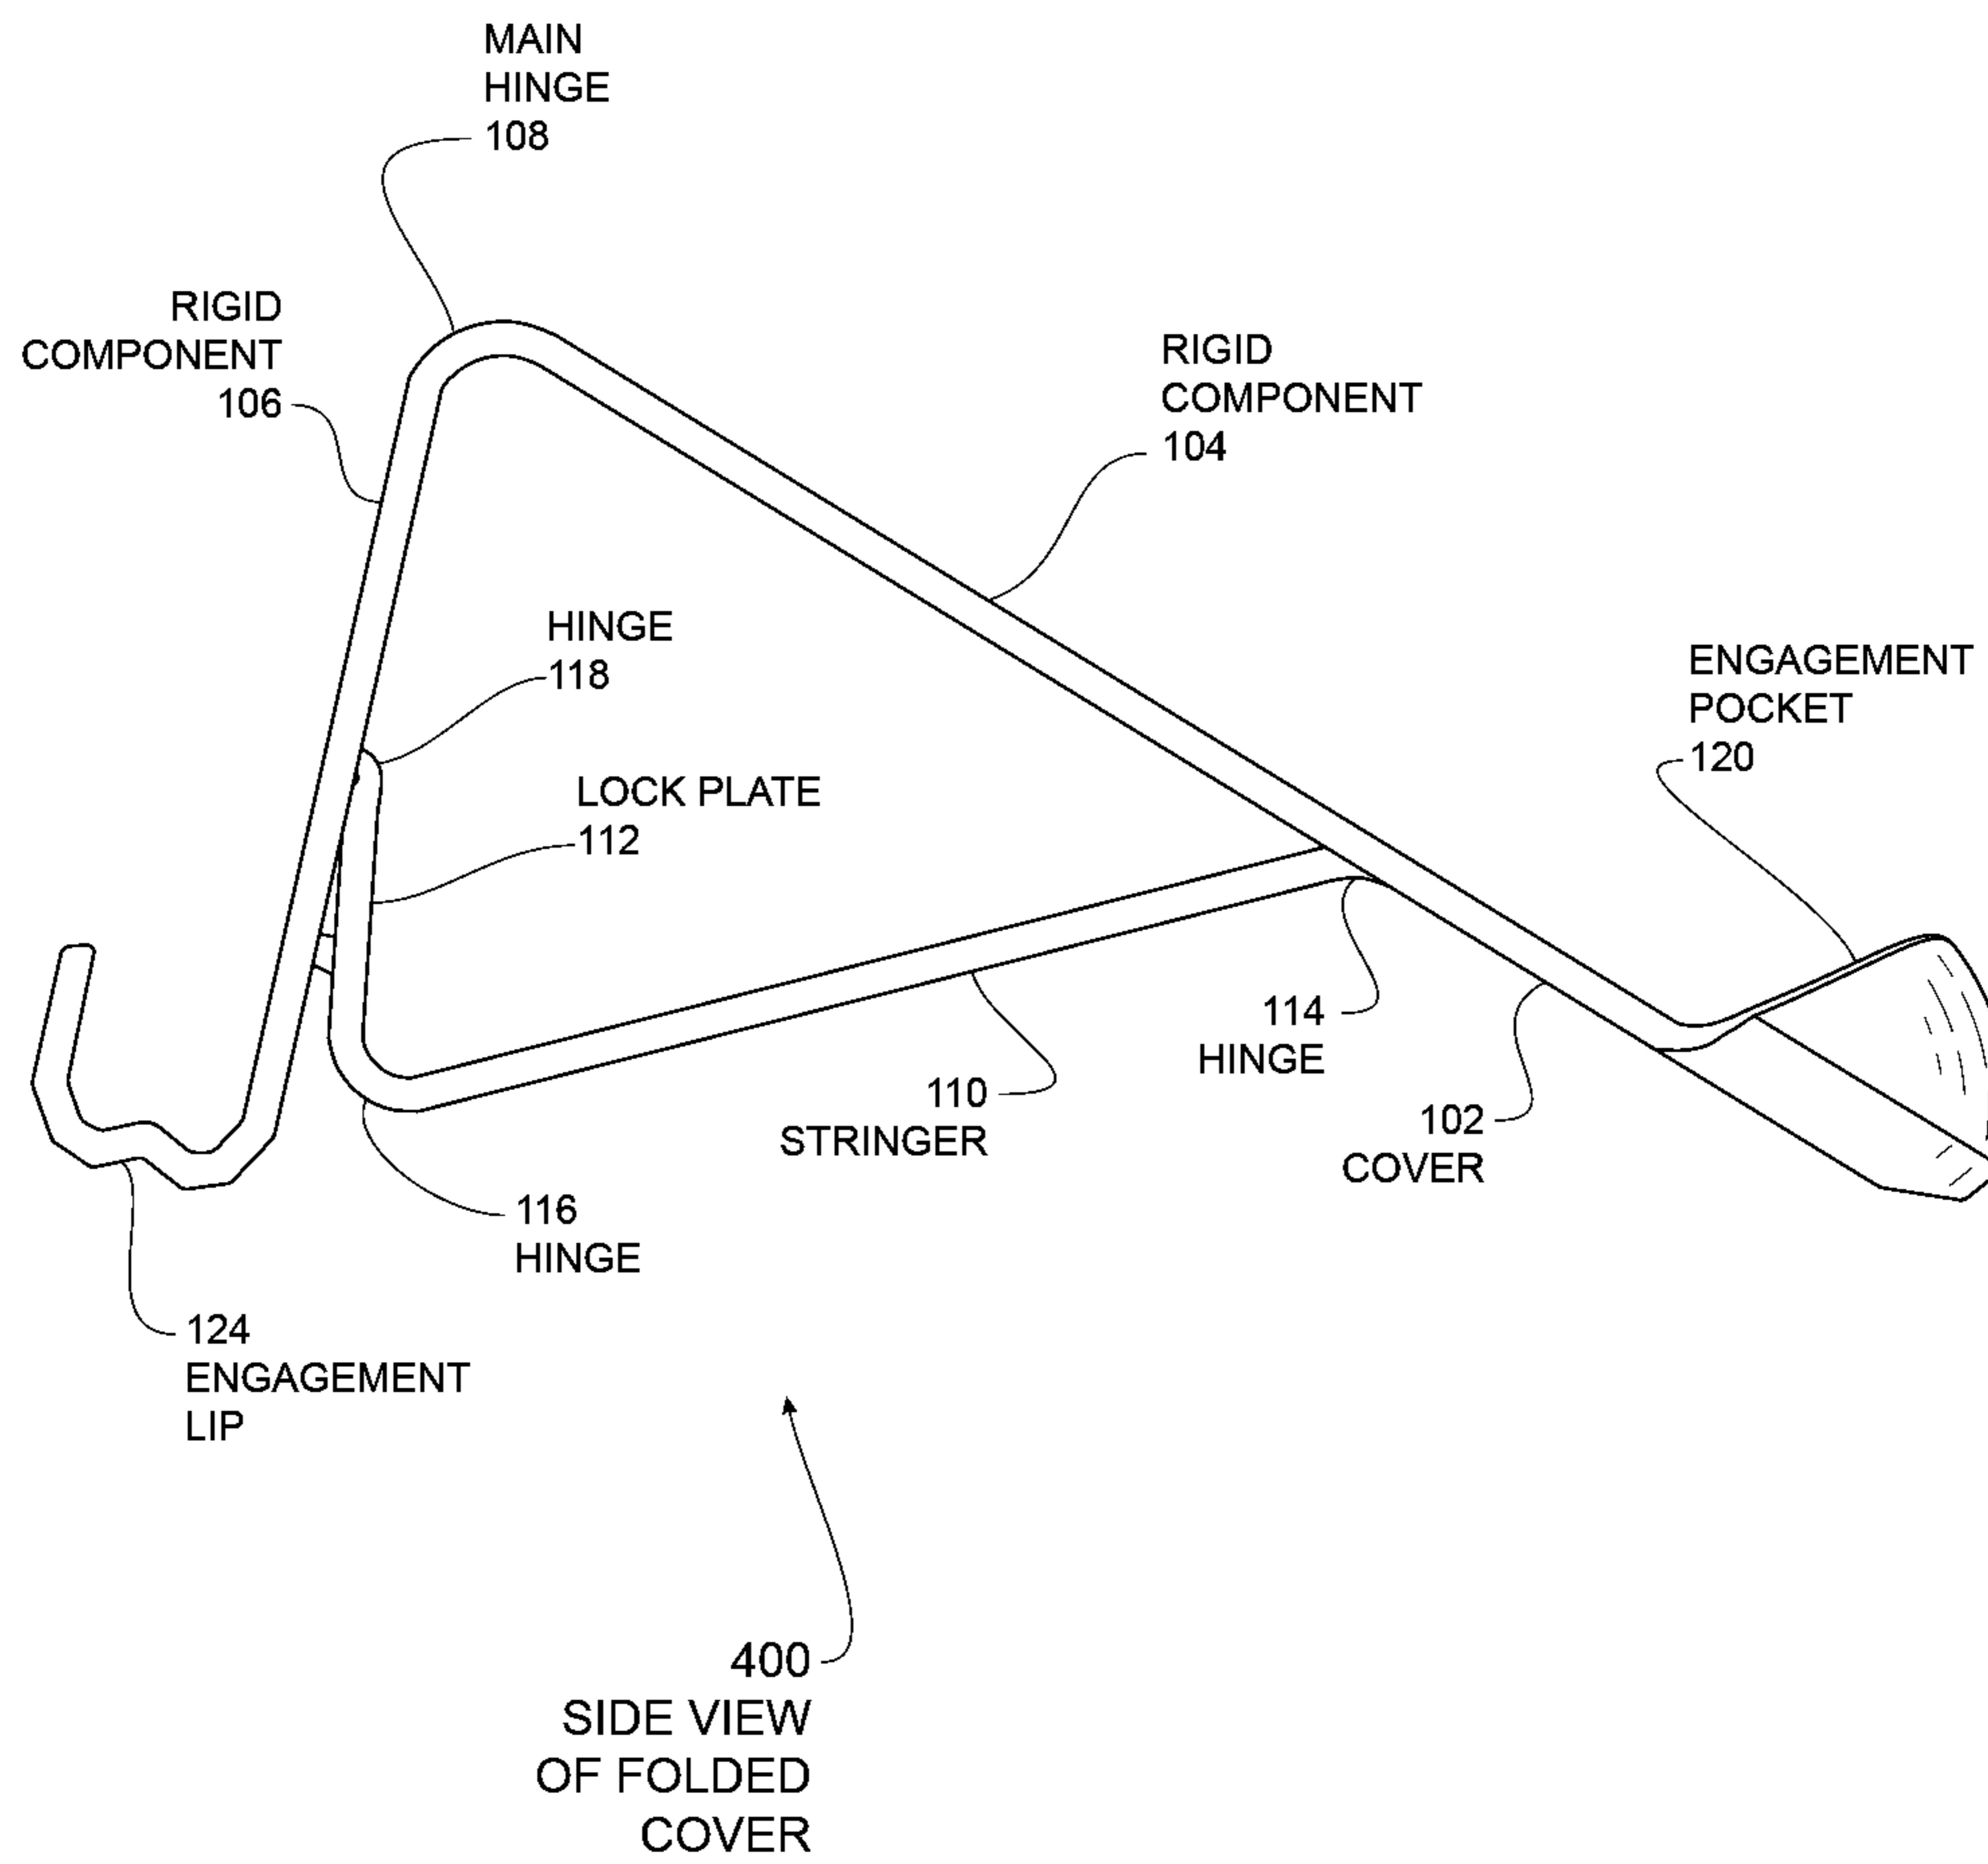 MAIN
HINGE
108
RIGID
COMPONENT
106
RIGID
COMPONENT
104
HINGE
118
LOCK PLATE
112
ENGAGEMENT
POCKET
120
114
HINGE
110
STRINGER
102
COVER
116
HINGE
124
ENGAGEMENT
LIP
400
SIDE VIEW
OF FOLDED
COVER